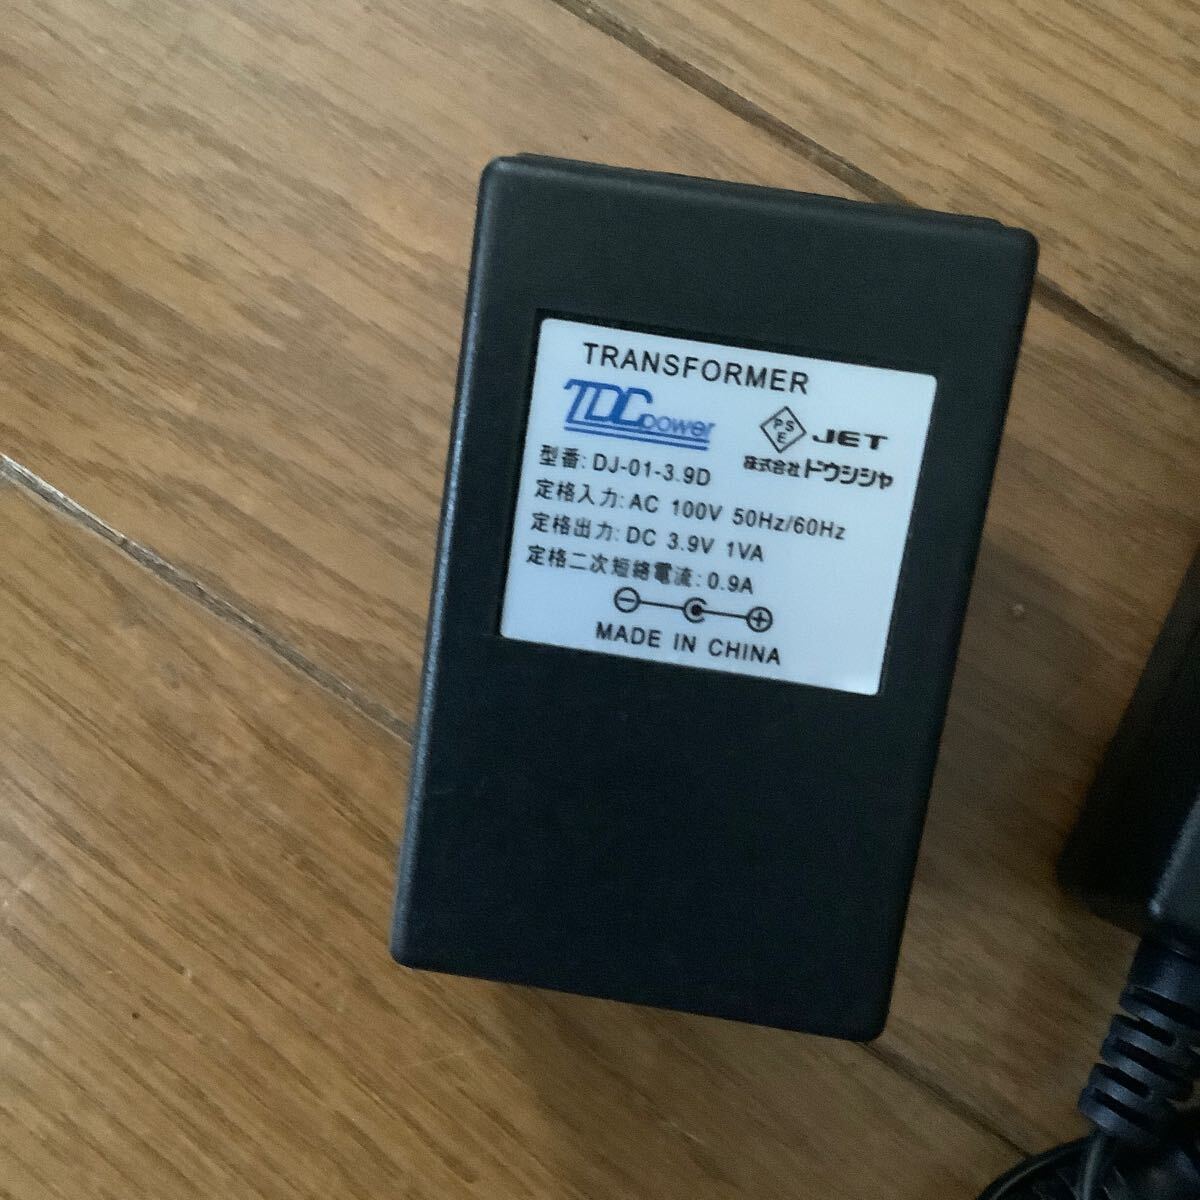 TRANSFORMER
TDC power
PSE JET
株式会社ドウシシャ
型番: DJ-01-3.9D
定格入力: AC 100V 50Hz/60Hz
定格出力: DC 3.9V 1VA
定格二次短絡電流: 0.9A
MADE IN CHINA